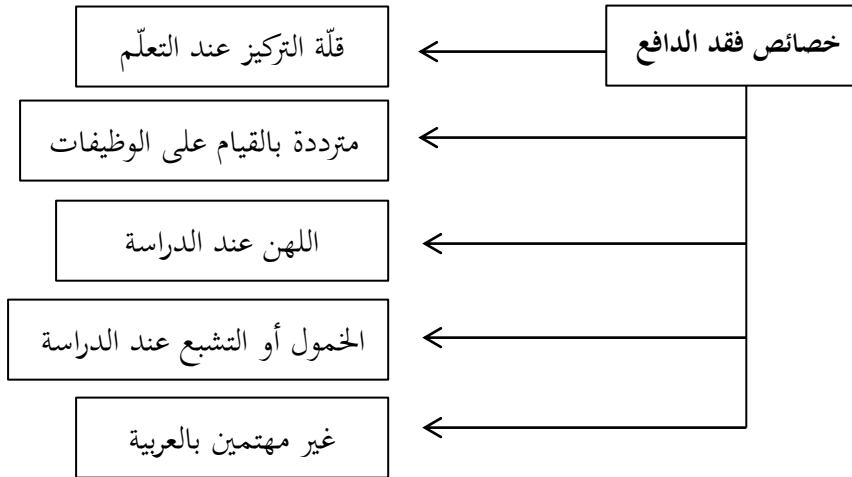 خصائص فقد الدافع
قلّة التركيز عند التعلّم
مترددة بالقيام على الوظيفات
اللهن عند الدراسة
الخمول أو التشبع عند الدراسة
غير مهتمين بالعربية